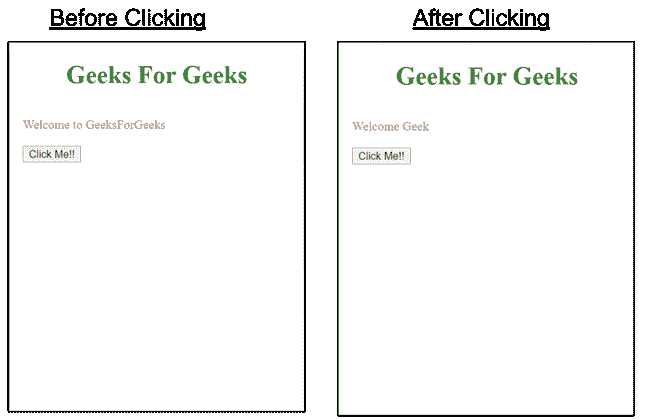 Before Clicking
Geeks For Geeks
Welcome to GeeksForGeeks
Click Me!!
After Clicking
Geeks For Geeks
Welcome Geek
Click Me!!